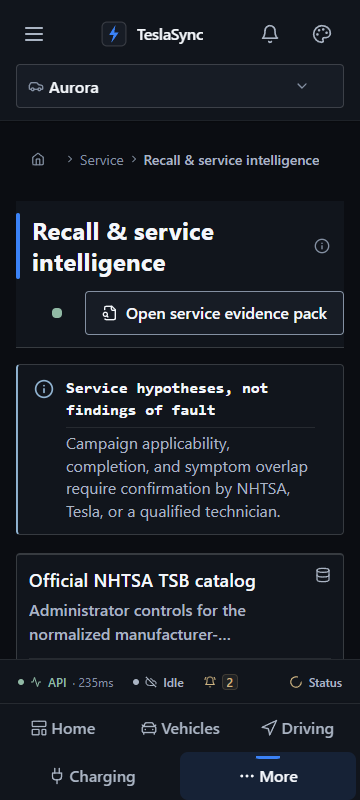 TeslaSync
Aurora
Service
Recall & service intelligence
Recall & service
intelligence
Open service evidence pack
Service hypotheses, not
findings of fault
Campaign applicability,
completion, and symptom overlap
require confirmation by NHTSA,
Tesla, or a qualified technician.
Official NHTSA TSB catalog
Administrator controls for the
normalized manufacturer-...
API · 235ms
Idle
2
Status
Home
Vehicles
Driving
Charging
More